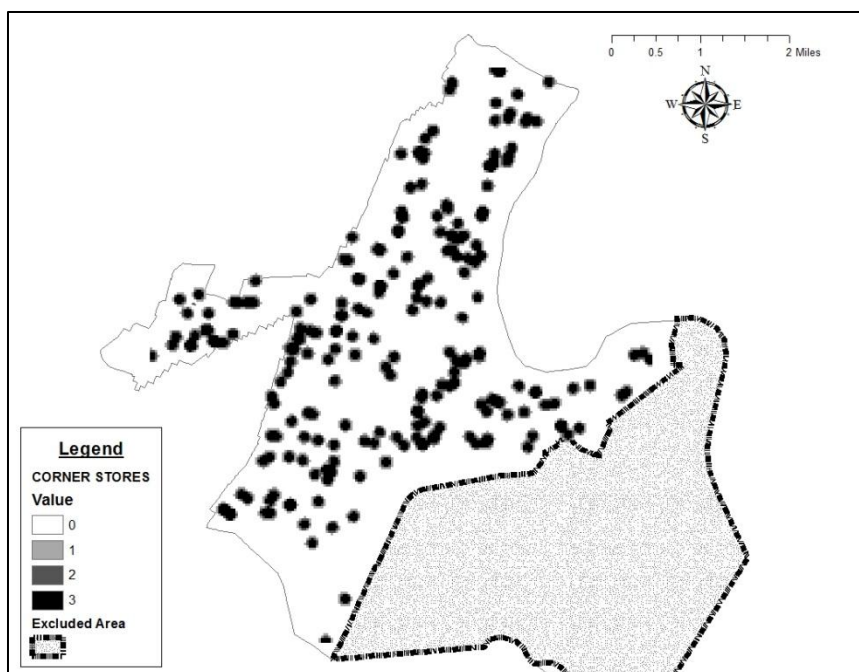 0 0.5 1 2 Miles
N
W E
S
Legend
CORNER STORES
Value
0
1
2
3
Excluded Area